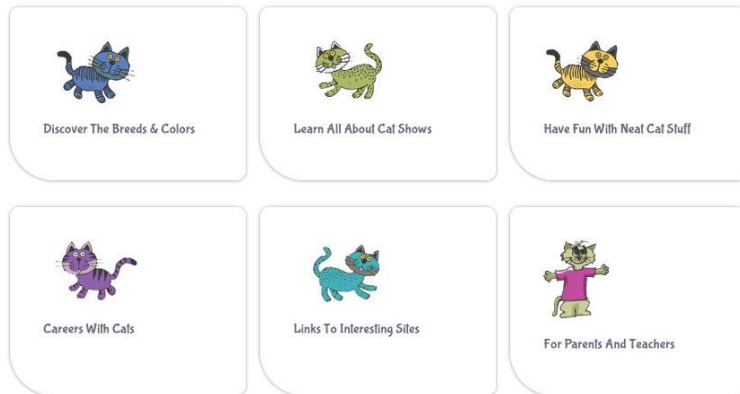 Discover The Breeds & Colors
Learn All About Cat Shows
Have Fun With Neat Cat Stuff
Careers With Cats
Links To Interesting Sites
For Parents And Teachers